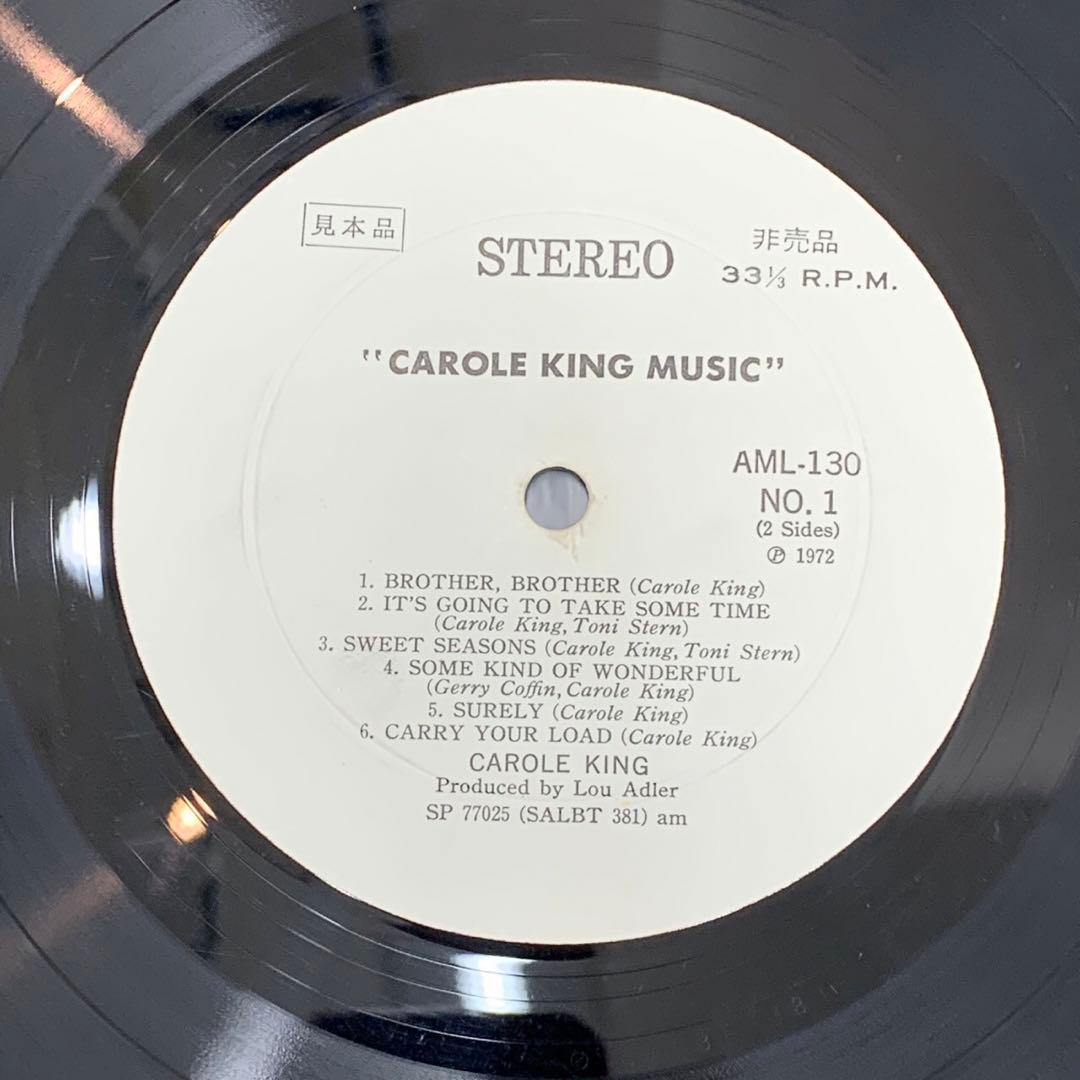 見本品
STEREO
非売品
33⅓ R.P.M.
"CAROLE KING MUSIC"
AML-130
NO. 1
(2 Sides)
Ⓟ 1972
1. BROTHER, BROTHER (Carole King)
2. IT'S GOING TO TAKE SOME TIME
(Carole King, Toni Stern)
3. SWEET SEASONS (Carole King, Toni Stern)
4. SOME KIND OF WONDERFUL
(Gerry Coffin, Carole King)
5. SURELY (Carole King)
6. CARRY YOUR LOAD (Carole King)
CAROLE KING
Produced by Lou Adler
SP 77025 (SALBT 381) am